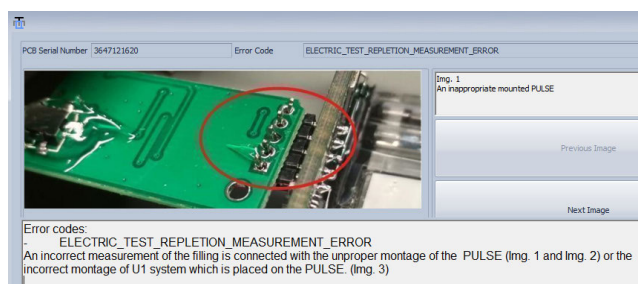 PCB Serial Number 3647121620 Error Code ELECTRIC_TEST_REPLETION_MEASUREMENT_ERROR
Img. 1
An inappropriate mounted PULSE
Previous Image
Next Image
Error codes:
- ELECTRIC_TEST_REPLETION_MEASUREMENT_ERROR
An incorrect measurement of the filling is connected with the unproper montage of the PULSE (Img. 1 and Img. 2) or the
incorrect montage of U1 system which is placed on the PULSE. (Img. 3)